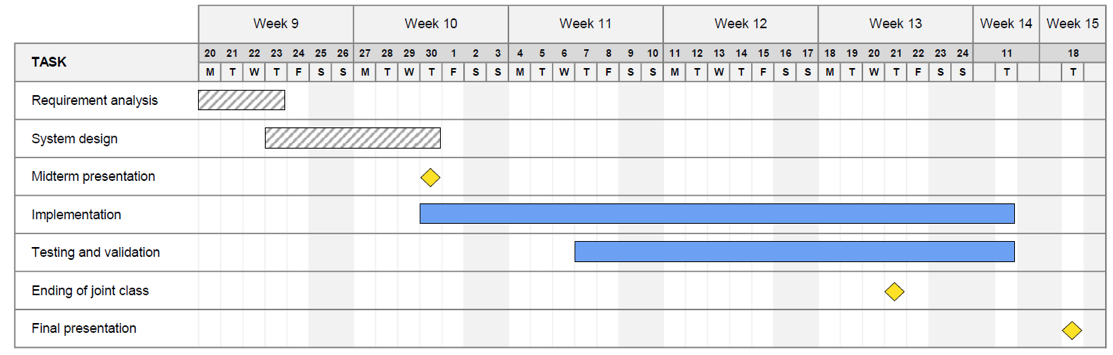 Week 9 Week 10 Week 11 Week 12 Week 13 Week 14 Week 15
TASK
20 21 22 23 24 25 26 27 28 29 30 1 2 3 4 5 6 7 8 9 10 11 12 13 14 15 16 17 18 19 20 21 22 23 24 11 18
M T W T F S S M T W T F S S M T W T F S S M T W T F S S M T W T F S S T T
Requirement analysis
System design
Midterm presentation
Implementation
Testing and validation
Ending of joint class
Final presentation